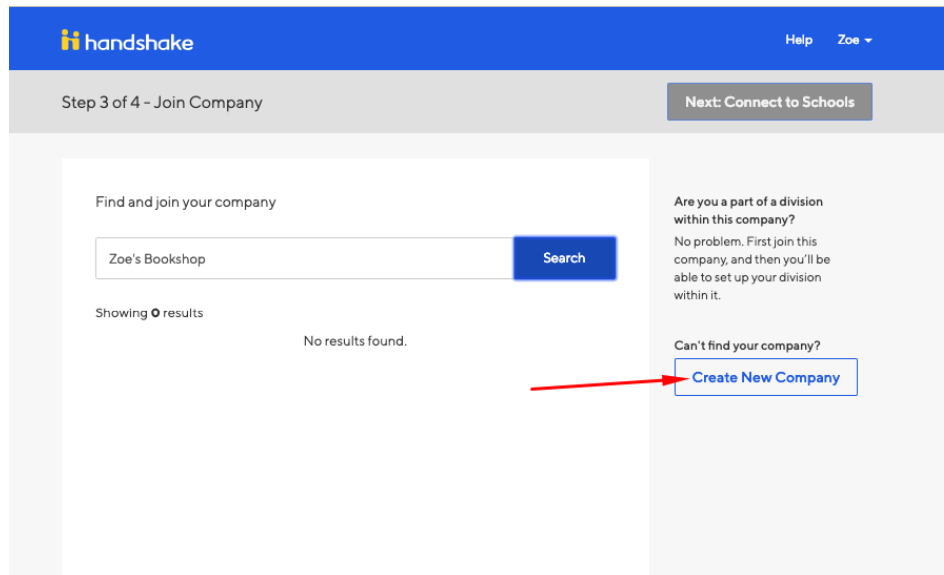 handshake
Help Zoe
Step 3 of 4 - Join Company
Next: Connect to Schools
Find and join your company
Zoe's Bookshop
Search
Showing 0 results
No results found.
Are you a part of a division
within this company?
No problem. First join this
company, and then you'll be
able to set up your division
within it.
Can't find your company?
Create New Company